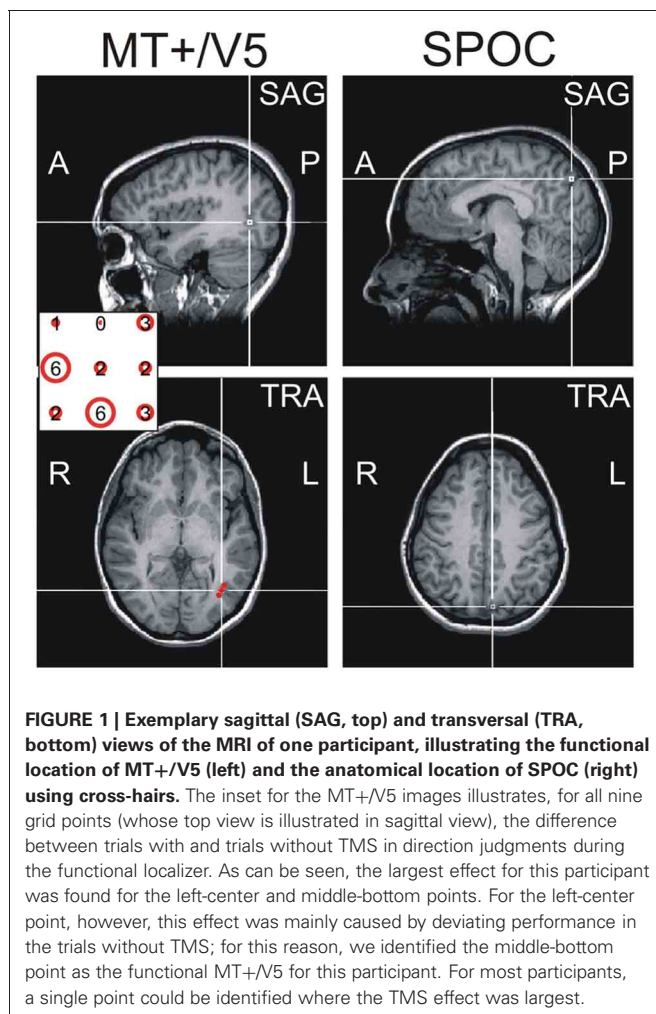 MT+/V5 SPOC
SAG SAG
A P A P
1 0 3
6 2 2
2 6 3
TRA TRA
R L R L
FIGURE 1 | Exemplary sagittal (SAG, top) and transversal (TRA,
bottom) views of the MRI of one participant, illustrating the functional
location of MT+/V5 (left) and the anatomical location of SPOC (right)
using cross-hairs. The inset for the MT+/V5 images illustrates, for all nine
grid points (whose top view is illustrated in sagittal view), the difference
between trials with and trials without TMS in direction judgments during
the functional localizer. As can be seen, the largest effect for this participant
was found for the left-center and middle-bottom points. For the left-center
point, however, this effect was mainly caused by deviating performance in
the trials without TMS; for this reason, we identified the middle-bottom
point as the functional MT+/V5 for this participant. For most participants,
a single point could be identified where the TMS effect was largest.